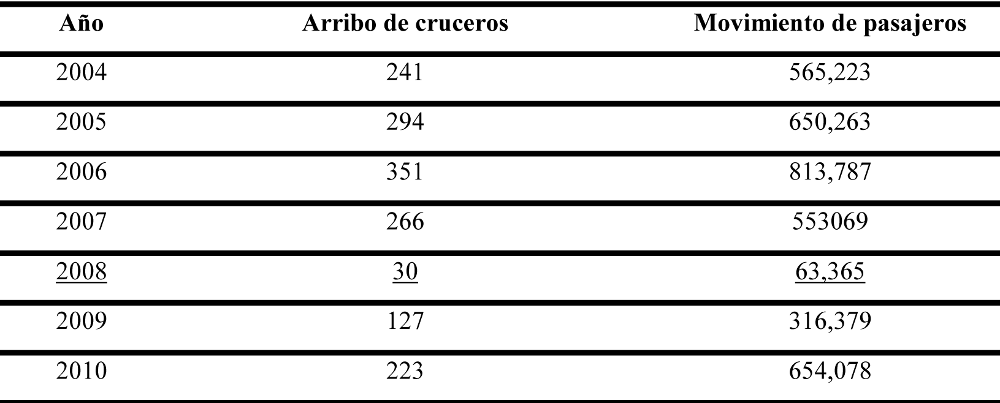 Año Arribo de cruceros Movimiento de pasajeros
2004 241 565,223
2005 294 650,263
2006 351 813,787
2007 266 553069
2008 30 63,365
2009 127 316,379
2010 223 654,078